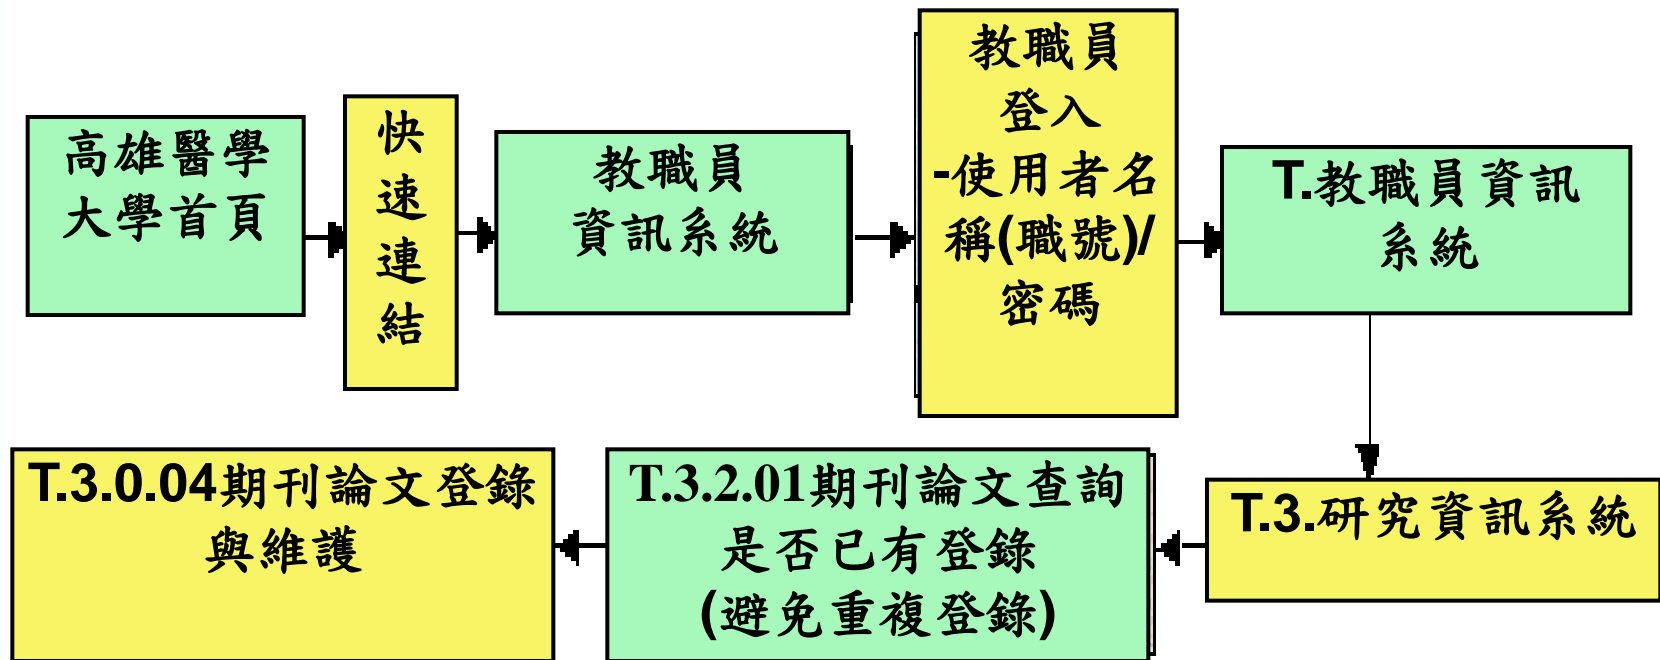 高雄醫學
大學首頁
快
速
連
結
教職員
資訊系統
教職員
登入
-使用者名
稱(職號)/
密碼
T.教職員資訊
系統
T.3.研究資訊系統
T.3.2.01期刊論文查詢
是否已有登錄
(避免重複登錄)
T.3.0.04期刊論文登錄
與維護